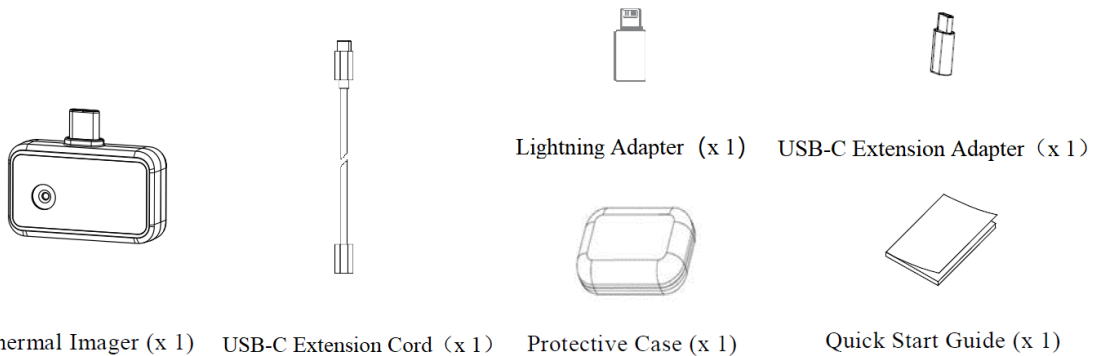 Lightning Adapter (x 1)
USB-C Extension Adapter（x 1）
hermal Imager (x 1)
USB-C Extension Cord（x 1）
Protective Case (x 1)
Quick Start Guide (x 1)